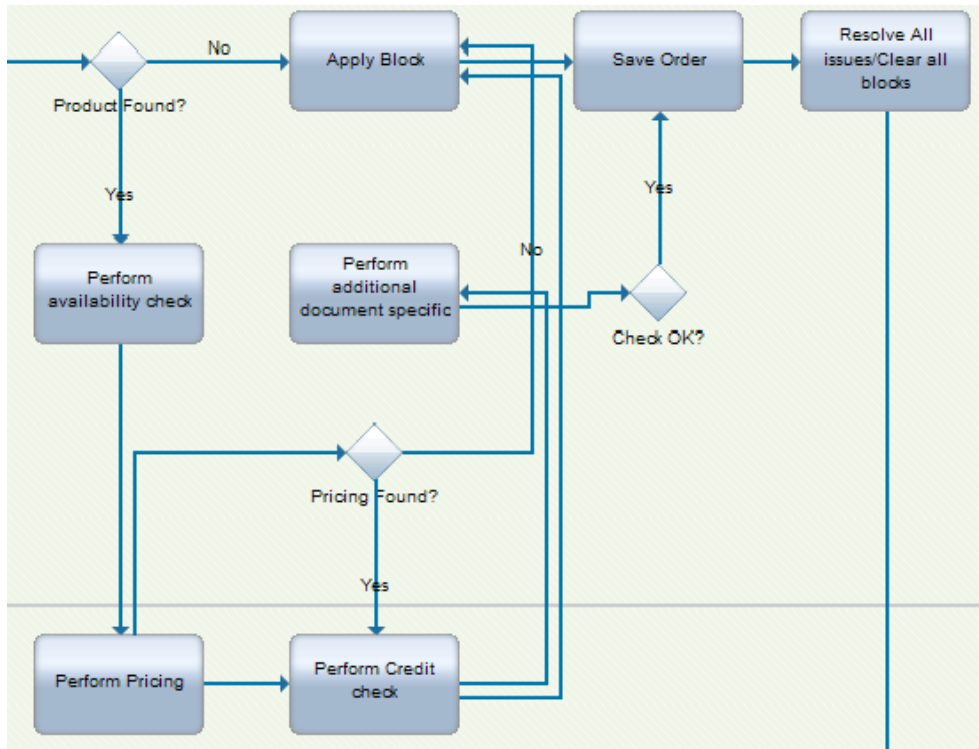 No
Product Found?
Apply Block
Save Order
Resolve All
issues/Clear all
blocks
Yes
Yes
Perform
availability check
Perform
additional
document specific
No
Check OK?
Pricing Found?
Yes
Perform Pricing
Perform Credit
check